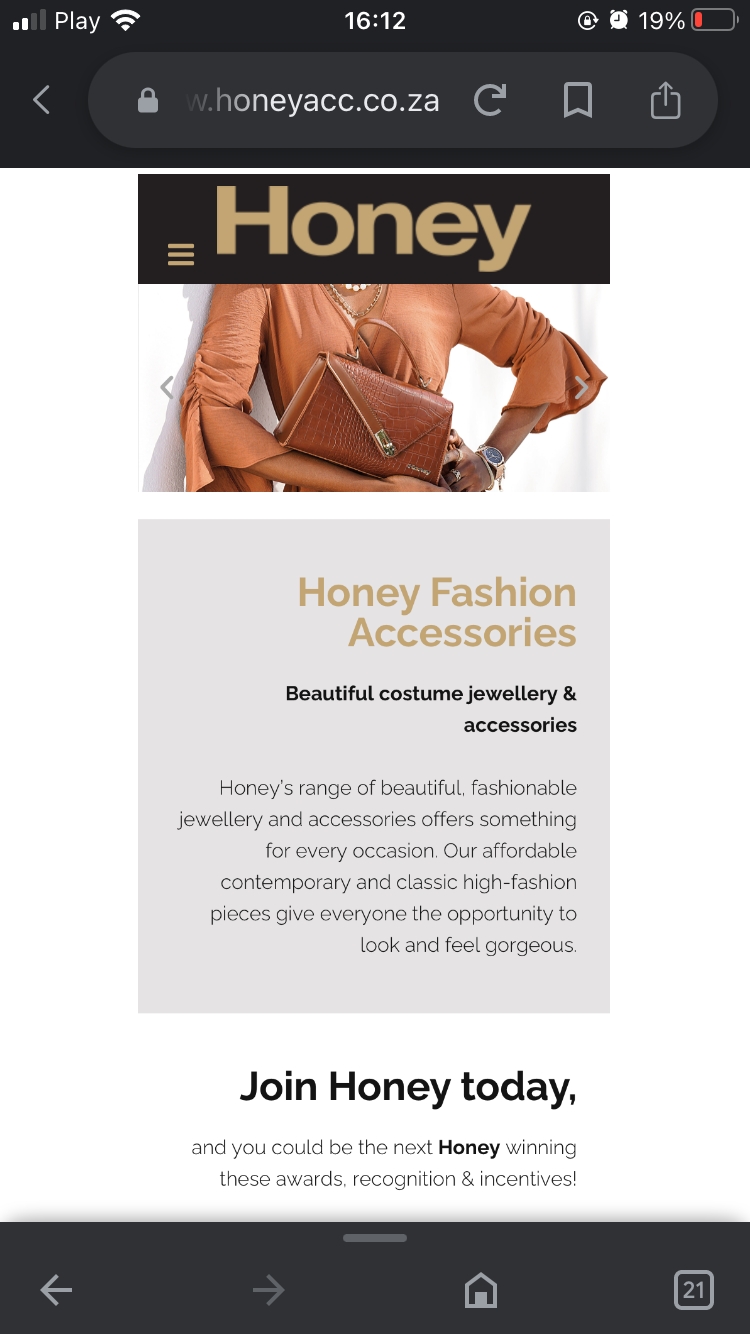 Play 16:12 19%
w.honeyacc.co.za
Honey
Honey
Honey Fashion
Accessories
Beautiful costume jewellery &
accessories
Honey's range of beautiful, fashionable
jewellery and accessories offers something
for every occasion. Our affordable
contemporary and classic high-fashion
pieces give everyone the opportunity to
look and feel gorgeous.
Join Honey today,
and you could be the next Honey winning
these awards, recognition & incentives!
21